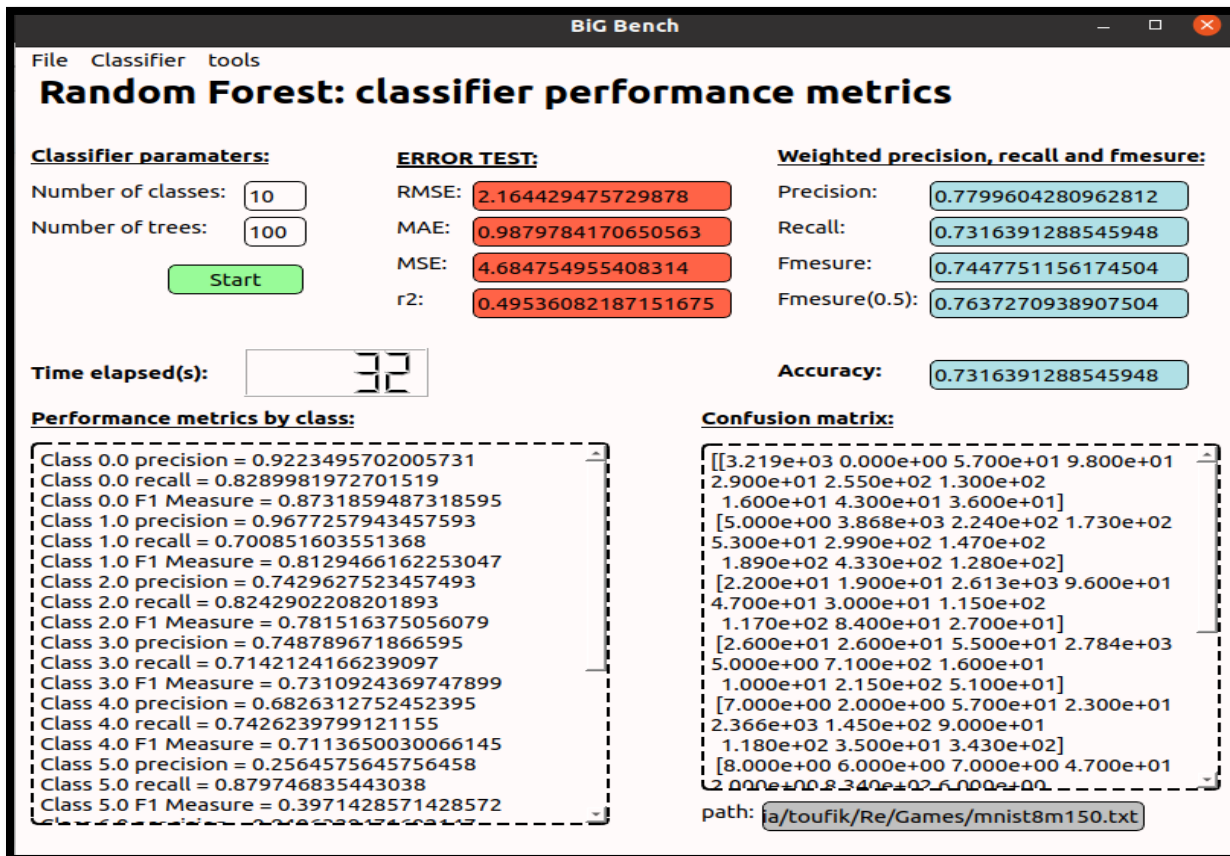 BiG Bench
File Classifier tools
Random Forest: classifier performance metrics
Classifier paramaters:
Number of classes: 10
Number of trees: 100
Start
ERROR TEST:
RMSE: 2.164429475729878
MAE: 0.9879784170650563
MSE: 4.684754955408314
r2: 0.49536082187151675
Weighted precision, recall and fmesure:
Precision: 0.7799604280962812
Recall: 0.7316391288545948
Fmesure: 0.7447751156174504
Fmesure(0.5): 0.7637270938907504
Time elapsed(s): 32
Accuracy: 0.7316391288545948
Performance metrics by class:
Class 0.0 precision = 0.9223495702005731
Class 0.0 recall = 0.8289981972701519
Class 0.0 F1 Measure = 0.8731859487318595
Class 1.0 precision = 0.9677257943457593
Class 1.0 recall = 0.700851603551368
Class 1.0 F1 Measure = 0.8129466162253047
Class 2.0 precision = 0.7429627523457493
Class 2.0 recall = 0.8242902208201893
Class 2.0 F1 Measure = 0.781516375056079
Class 3.0 precision = 0.748789671866595
Class 3.0 recall = 0.7142124166239097
Class 3.0 F1 Measure = 0.7310924369747899
Class 4.0 precision = 0.6826312752452395
Class 4.0 recall = 0.7426239799121155
Class 4.0 F1 Measure = 0.7113650030066145
Class 5.0 precision = 0.2564575645756458
Class 5.0 recall = 0.879746835443038
Class 5.0 F1 Measure = 0.3971428571428572
Confusion matrix:
[[3.219e+03 0.000e+00 5.700e+01 9.800e+01
2.900e+01 2.550e+02 1.300e+02
1.600e+01 4.300e+01 3.600e+01]
[5.000e+00 3.868e+03 2.240e+02 1.730e+02
5.300e+01 2.990e+02 1.470e+02
1.890e+02 4.330e+02 1.280e+02]
[2.200e+01 1.900e+01 2.613e+03 9.600e+01
4.700e+01 3.000e+01 1.150e+02
1.170e+02 8.400e+01 2.700e+01]
[2.600e+01 2.600e+01 5.500e+01 2.784e+03
5.000e+00 7.100e+02 1.600e+01
1.000e+01 2.150e+02 5.100e+01]
[7.000e+00 2.000e+00 5.700e+01 2.300e+01
2.366e+03 1.450e+02 9.000e+01
1.180e+02 3.500e+01 3.430e+02]
[8.000e+00 6.000e+00 7.000e+00 4.700e+01
2.000e+00 8.340e+02 6.000e+00
path: ia/toufik/Re/Games/mnist8m150.txt